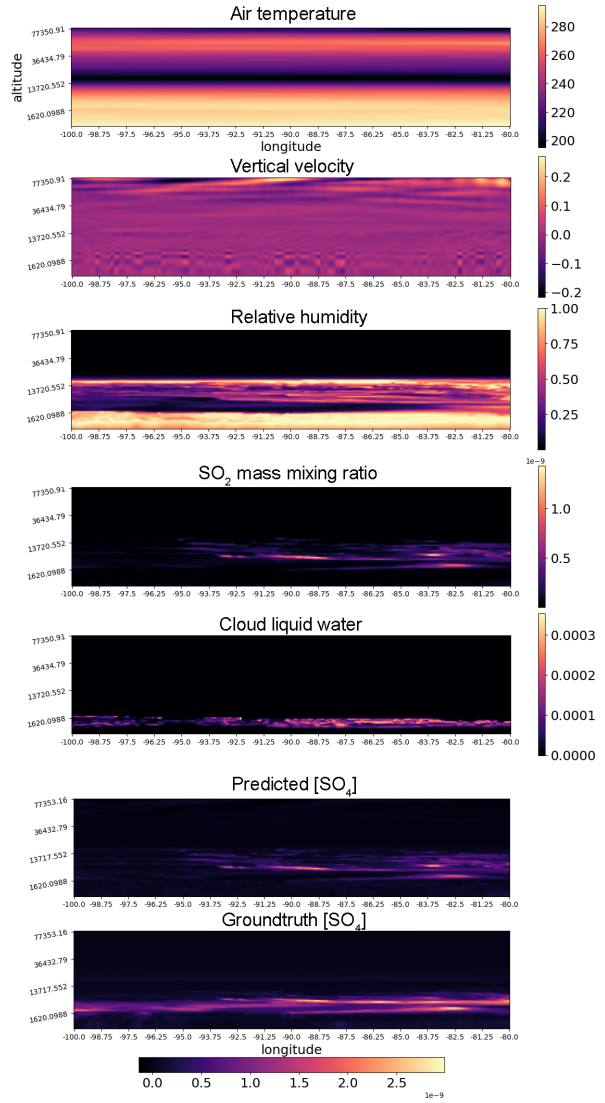 Air temperature
77350.91
36434.79
13720.552
1620.0988
altitude
-100.0 -98.75 -97.5 -96.25 -95.0 -93.75 -92.5 -91.25 -90.0 -88.75 -87.5 -86.25 -85.0 -83.75 -82.5 -81.25 -80.0
longitude
280
260
240
220
200
Vertical velocity
77350.91
36434.79
13720.552
1620.0988
-100.0 -98.75 -97.5 -96.25 -95.0 -93.75 -92.5 -91.25 -90.0 -88.75 -87.5 -86.25 -85.0 -83.75 -82.5 -81.25 -80.0
0.2
0.1
0.0
−0.1
−0.2
Relative humidity
77350.91
36434.79
13720.552
1620.0988
-100.0 -98.75 -97.5 -96.25 -95.0 -93.75 -92.5 -91.25 -90.0 -88.75 -87.5 -86.25 -85.0 -83.75 -82.5 -81.25 -80.0
1.00
0.75
0.50
0.25
SO₂ mass mixing ratio
77350.91
36434.79
13720.552
1620.0988
-100.0 -98.75 -97.5 -96.25 -95.0 -93.75 -92.5 -91.25 -90.0 -88.75 -87.5 -86.25 -85.0 -83.75 -82.5 -81.25 -80.0
1e−9
1.0
0.5
Cloud liquid water
77350.91
36434.79
13720.552
1620.0988
-100.0 -98.75 -97.5 -96.25 -95.0 -93.75 -92.5 -91.25 -90.0 -88.75 -87.5 -86.25 -85.0 -83.75 -82.5 -81.25 -80.0
0.0003
0.0002
0.0001
0.0000
Predicted [SO₄]
77353.16
36432.79
13717.552
1620.0988
-100.0 -98.75 -97.5 -96.25 -95.0 -93.75 -92.5 -91.25 -90.0 -88.75 -87.5 -86.25 -85.0 -83.75 -82.5 -81.25 -80.0
Groundtruth [SO₄]
77353.16
36432.79
13717.552
1620.0988
-100.0 -98.75 -97.5 -96.25 -95.0 -93.75 -92.5 -91.25 -90.0 -88.75 -87.5 -86.25 -85.0 -83.75 -82.5 -81.25 -80.0
longitude
0.0 0.5 1.0 1.5 2.0 2.5
1e−9